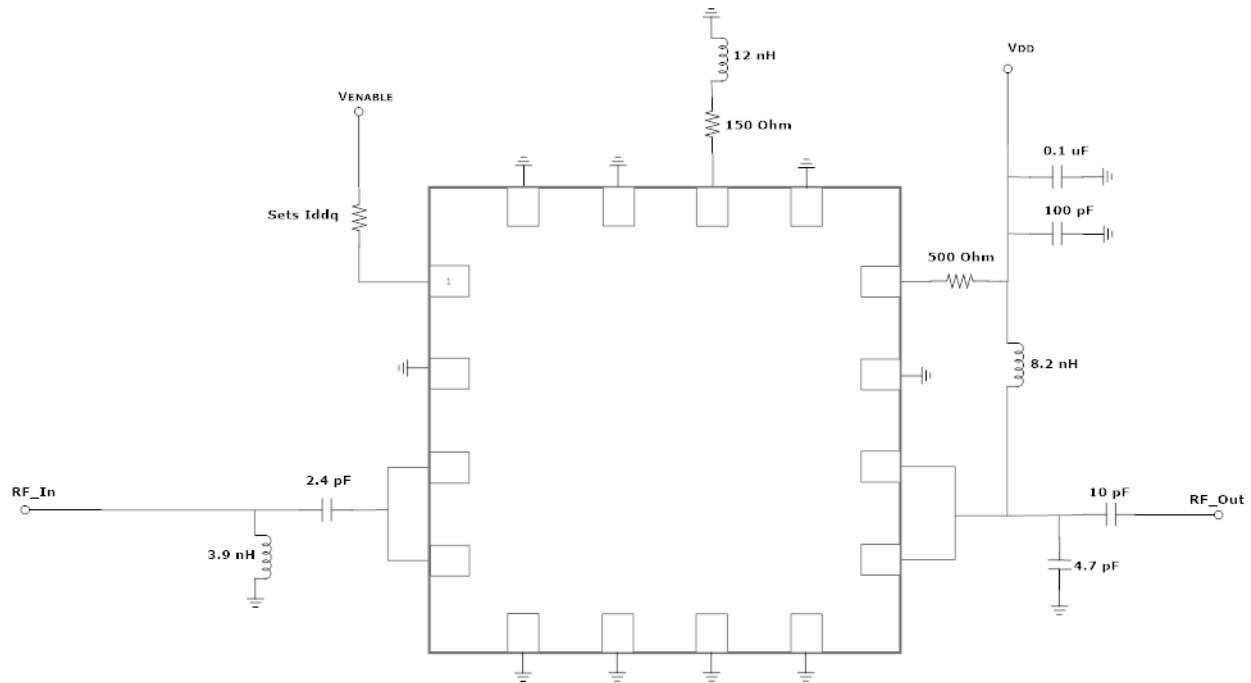 12 nH
VDD
VENABLE
150 Ohm
0.1 uF
Sets Iddq
100 pF
500 Ohm
1
8.2 nH
2.4 pF
RF_In
10 pF
RF_Out
3.9 nH
4.7 pF